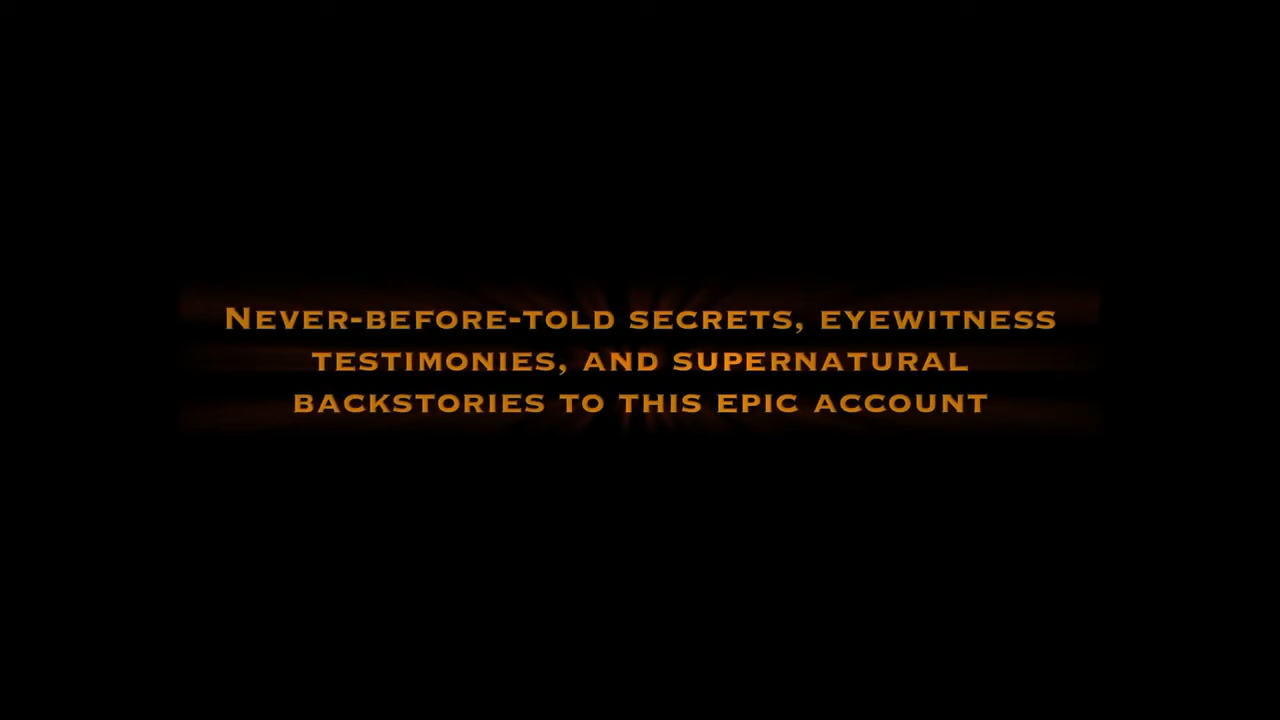 Never-before-told secrets, eyewitness
testimonies, and supernatural
backstories to this epic account